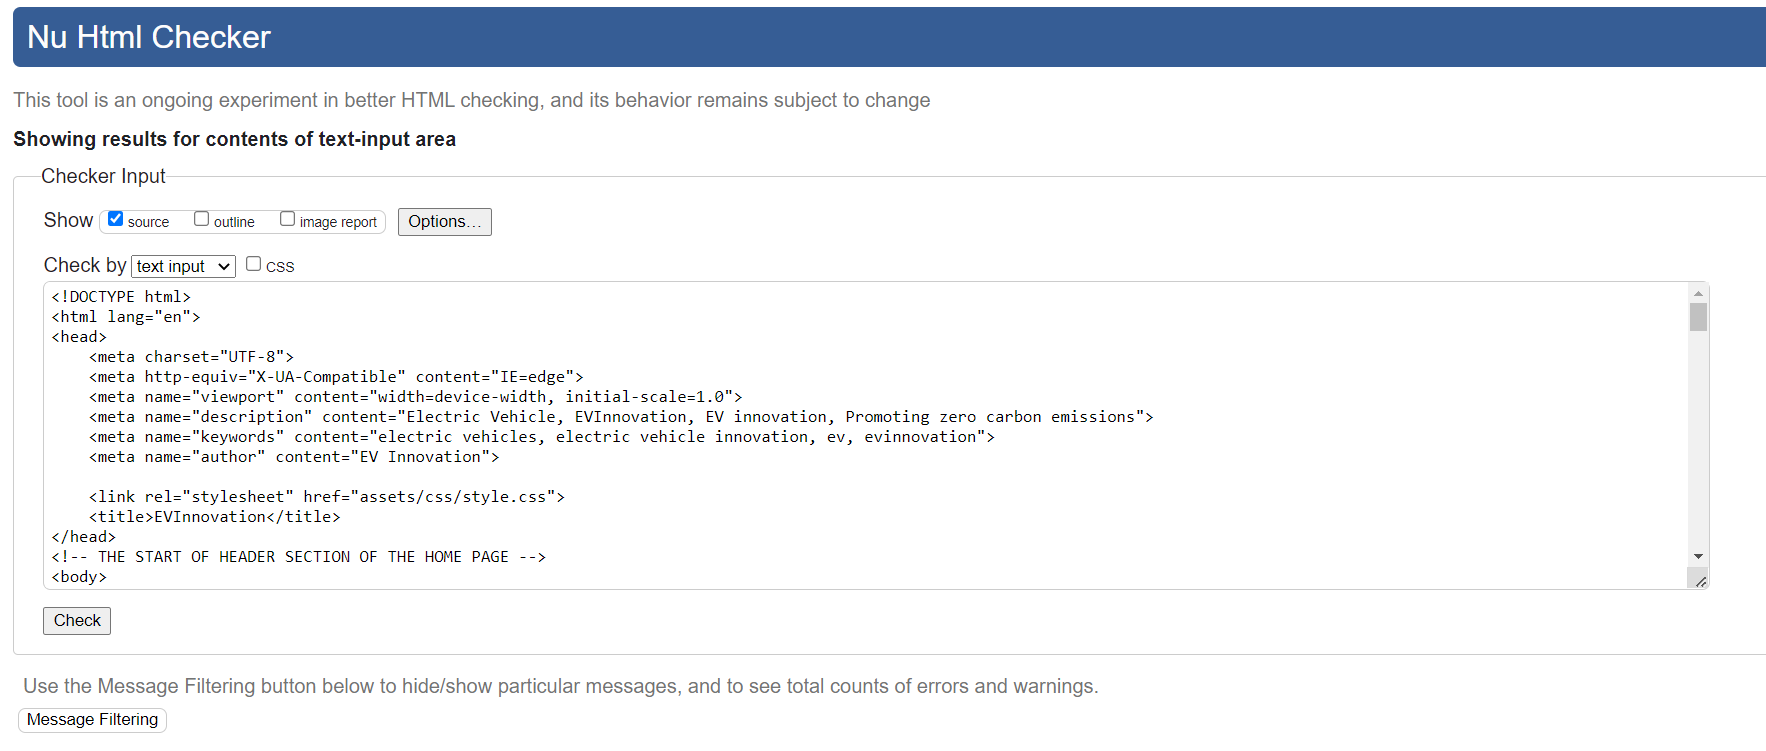 Nu Html Checker
This tool is an ongoing experiment in better HTML checking, and its behavior remains subject to change
Showing results for contents of text-input area
Checker Input
Show source outline image report Options...
Check by text input CSS
<!DOCTYPE html>
<html lang="en">
<head>
    <meta charset="UTF-8">
    <meta http-equiv="X-UA-Compatible" content="IE=edge">
    <meta name="viewport" content="width=device-width, initial-scale=1.0">
    <meta name="description" content="Electric Vehicle, EVInnovation, EV innovation, Promoting zero carbon emissions">
    <meta name="keywords" content="electric vehicles, electric vehicle innovation, ev, evinnovation">
    <meta name="author" content="EV Innovation">
    <link rel="stylesheet" href="assets/css/style.css">
    <title>EVInnovation</title>
</head>
<!-- THE START OF HEADER SECTION OF THE HOME PAGE -->
<body>
Check
Use the Message Filtering button below to hide/show particular messages, and to see total counts of errors and warnings.
Message Filtering